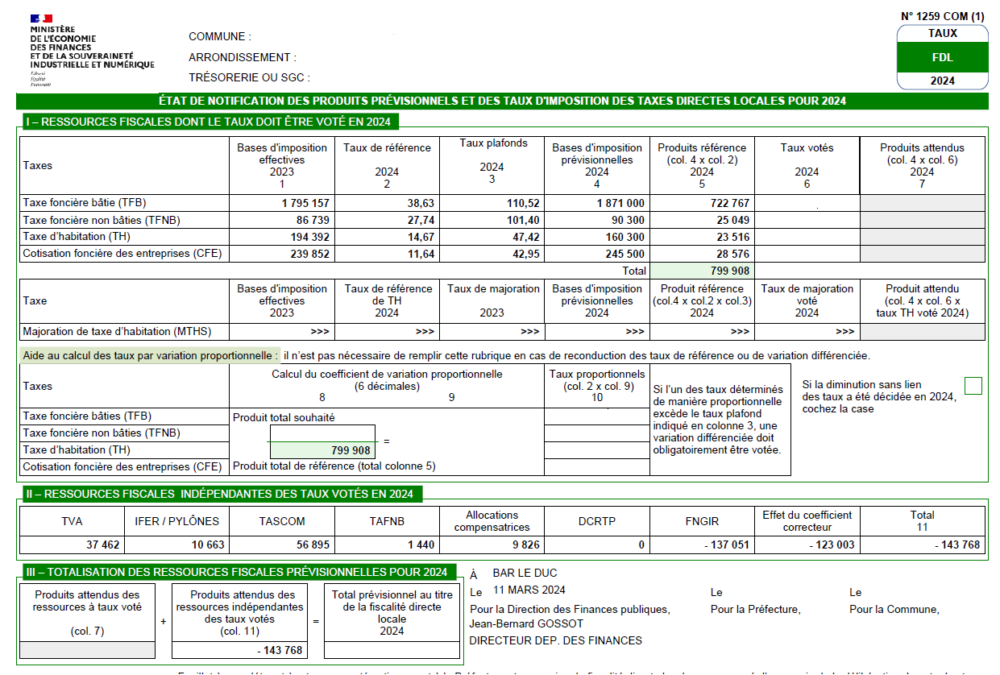 N° 1259 COM (1)
MINISTÈRE
DE L'ÉCONOMIE
DES FINANCES
ET DE LA SOUVERAINETÉ
INDUSTRIELLE ET NUMÉRIQUE
Liberté
Égalité
Fraternité
COMMUNE :
ARRONDISSEMENT :
TRÉSORERIE OU SGC :
TAUX
FDL
2024
ÉTAT DE NOTIFICATION DES PRODUITS PRÉVISIONNELS ET DES TAUX D'IMPOSITION DES TAXES DIRECTES LOCALES POUR 2024
I – RESSOURCES FISCALES DONT LE TAUX DOIT ÊTRE VOTÉ EN 2024
Taxes
Bases d'imposition
effectives
2023
1
Taux de référence
2024
2
Taux plafonds
2024
3
Bases d'imposition
prévisionnelles
2024
4
Produits référence
(col. 4 x col. 2)
2024
5
Taux votés
2024
6
Produits attendus
(col. 4 x col. 6)
2024
7
Taxe foncière bâtie (TFB) 1 795 157 38,63 110,52 1 871 000 722 767
Taxe foncière non bâties (TFNB) 86 739 27,74 101,40 90 300 25 049
Taxe d'habitation (TH) 194 392 14,67 47,42 160 300 23 516
Cotisation foncière des entreprises (CFE) 239 852 11,64 42,95 245 500 28 576
Total 799 908
Taxe
Bases d'imposition
effectives
2023
Taux de référence
de TH
2024
Taux de majoration
2023
Bases d'imposition
prévisionnelles
2024
Produit référence
(col.4 x col.2 x col.3)
2024
Taux de majoration
voté
2024
Produit attendu
(col. 4 x col. 6 x
taux TH voté 2024)
Majoration de taxe d'habitation (MTHS) >>> >>> >>> >>> >>> >>>
Aide au calcul des taux par variation proportionnelle : il n'est pas nécessaire de remplir cette rubrique en cas de reconduction des taux de référence ou de variation différenciée.
Taxes
Calcul du coefficient de variation proportionnelle
(6 décimales)
8 9
Taux proportionnels
(col. 2 x col. 9)
10
Taxe foncière bâties (TFB)
Taxe foncière non bâties (TFNB)
Taxe d'habitation (TH)
Cotisation foncière des entreprises (CFE)
Produit total souhaité
=
799 908
Produit total de référence (total colonne 5)
Si l'un des taux déterminés
de manière proportionnelle
excède le taux plafond
indiqué en colonne 3, une
variation différenciée doit
obligatoirement être votée.
Si la diminution sans lien
des taux a été décidée en 2024,
cochez la case
II – RESSOURCES FISCALES INDÉPENDANTES DES TAUX VOTÉS EN 2024
TVA
IFER / PYLÔNES
TASCOM
TAFNB
Allocations
compensatrices
DCRTP
FNGIR
Effet du coefficient
correcteur
Total
11
37 462 10 663 56 895 1 440 9 826 0 - 137 051 - 123 003 - 143 768
III – TOTALISATION DES RESSOURCES FISCALES PRÉVISIONNELLES POUR 2024
Produits attendus des
ressources à taux voté
(col. 7)
+
Produits attendus des
ressources indépendantes
des taux votés
(col. 11)
=
Total prévisionnel au titre
de la fiscalité directe
locale
2024
- 143 768
À BAR LE DUC
Le 11 MARS 2024
Pour la Direction des Finances publiques,
Jean-Bernard GOSSOT
DIRECTEUR DEP. DES FINANCES
Le
Pour la Préfecture,
Le
Pour la Commune,